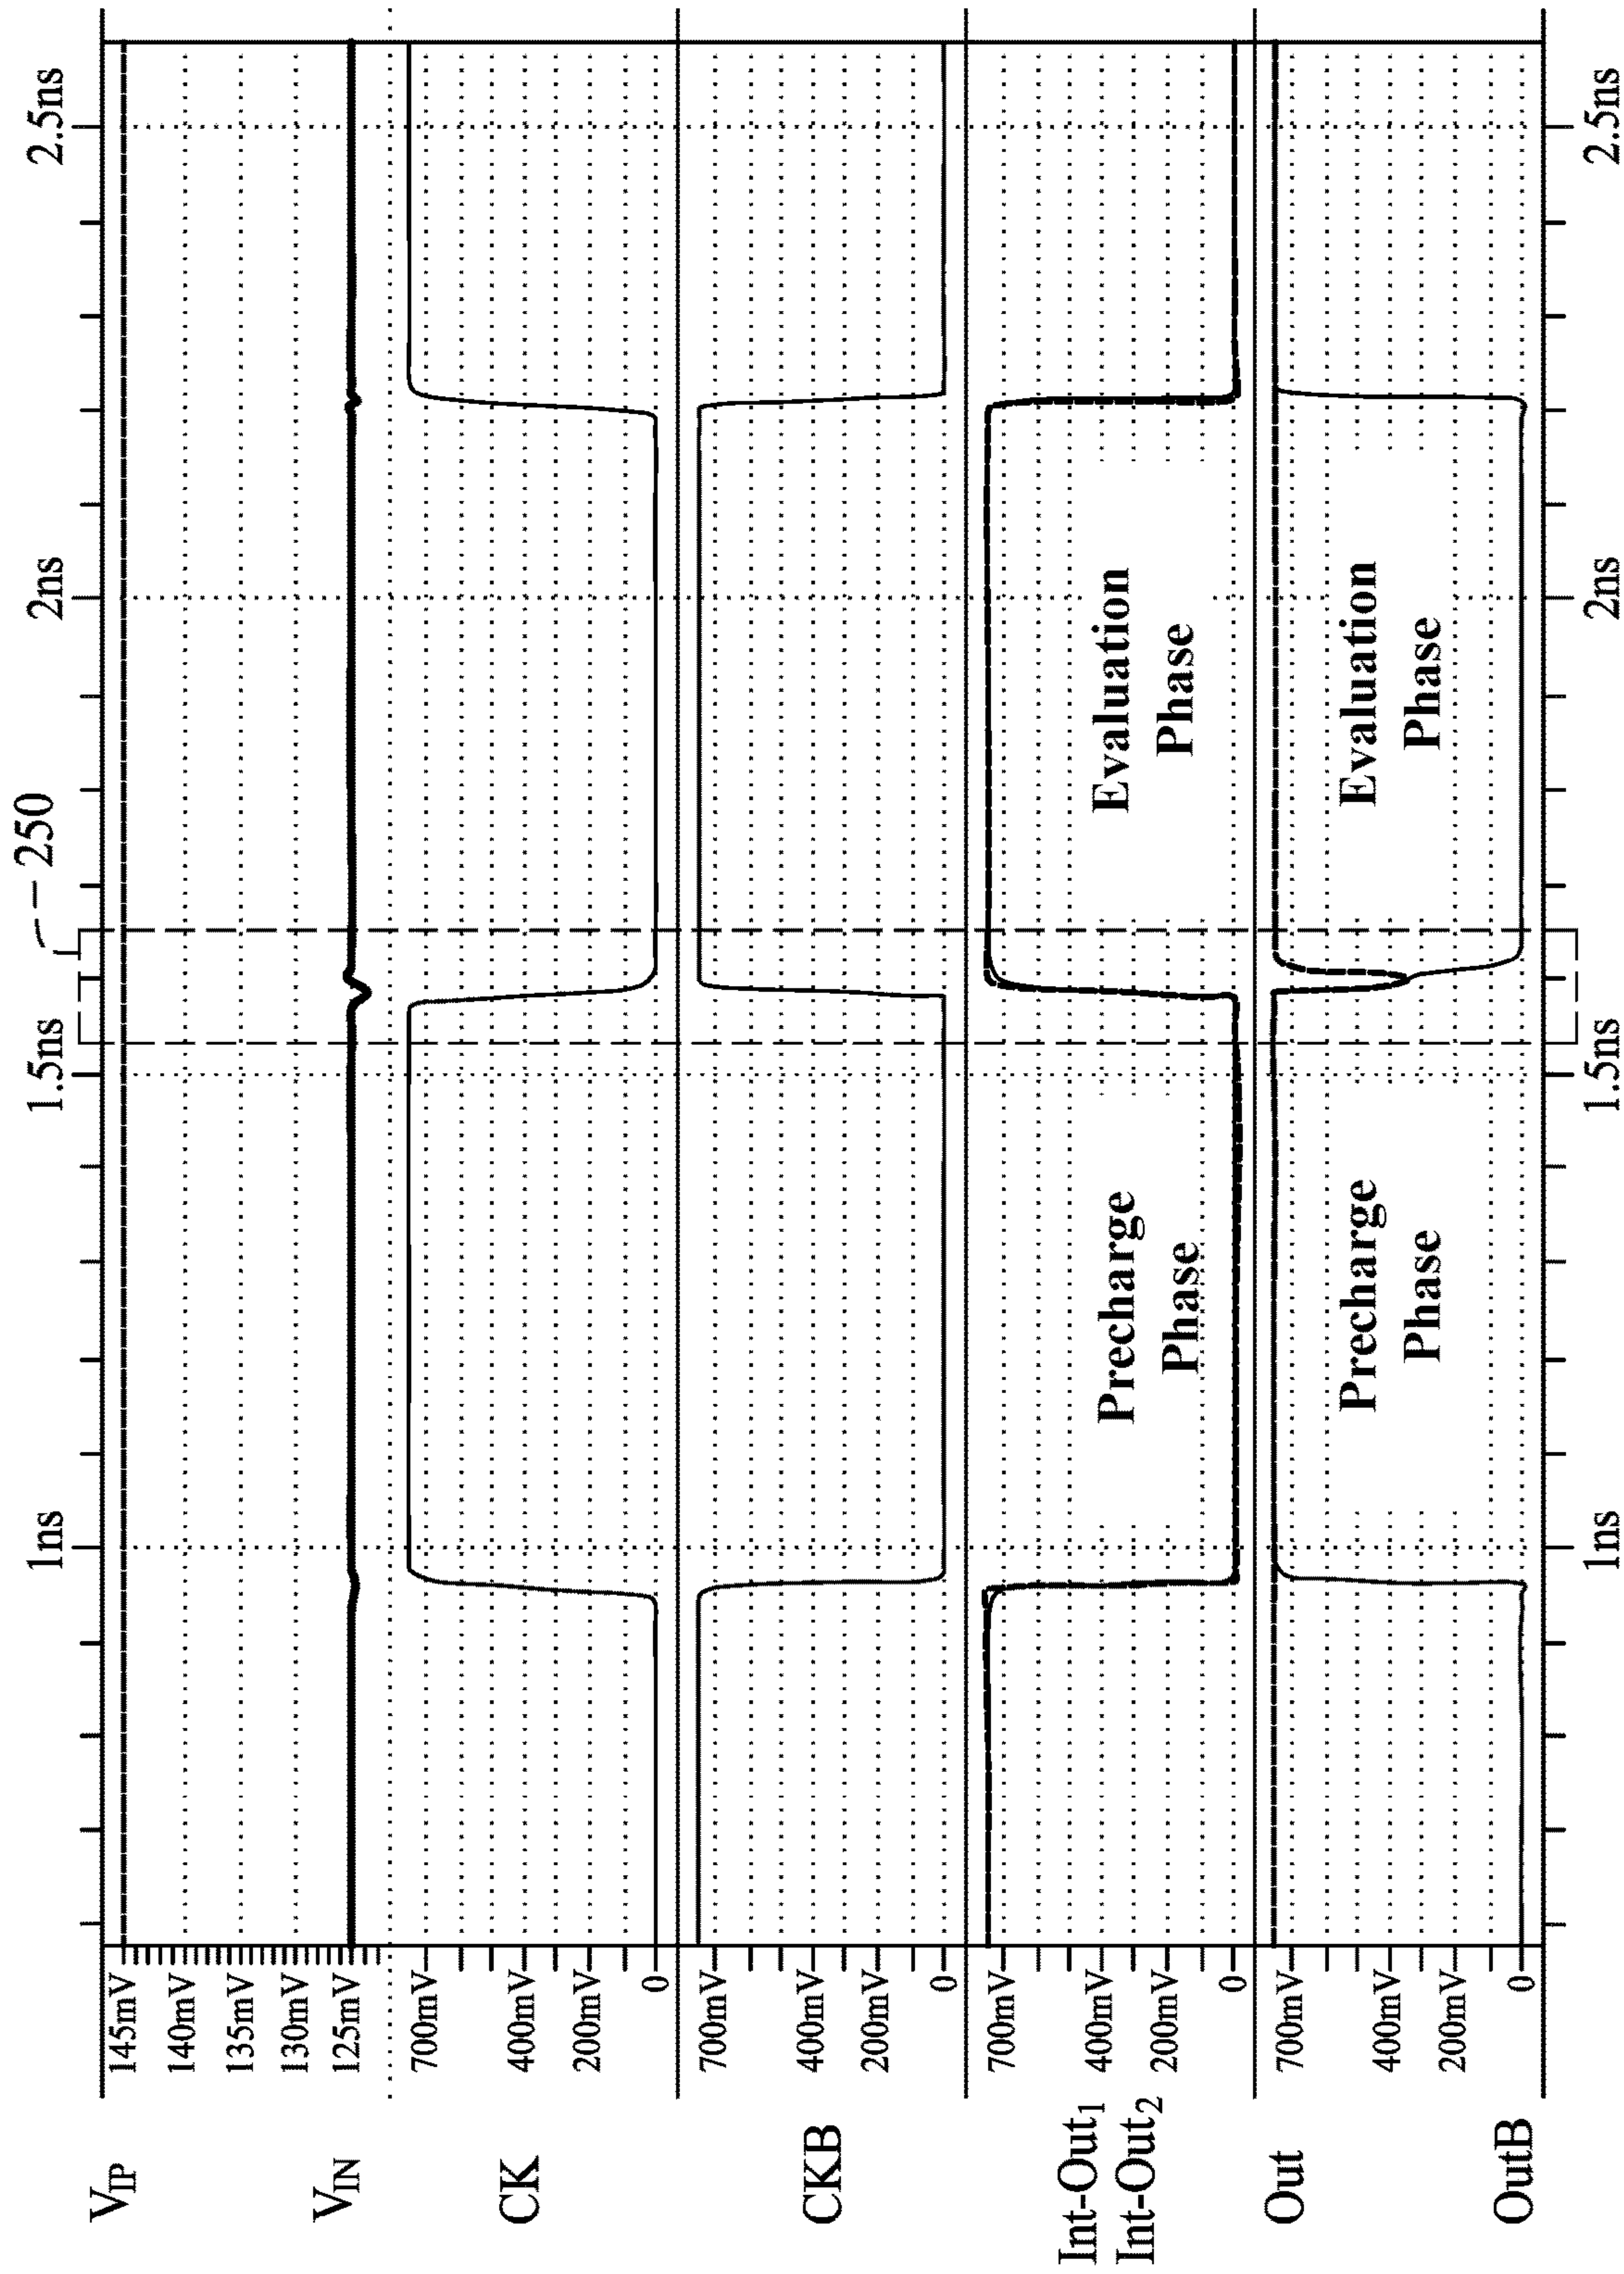 250
1ns 1.5ns 2ns 2.5ns
V_IP
145mV
140mV
135mV
130mV
125mV
V_IN
CK
700mV
400mV
200mV
0
CKB
700mV
400mV
200mV
0
Int-Out₁
Int-Out₂
700mV
400mV
200mV
0
Precharge
Phase
Evaluation
Phase
Out
700mV
400mV
200mV
0
OutB
Precharge
Phase
Evaluation
Phase
1ns 1.5ns 2ns 2.5ns